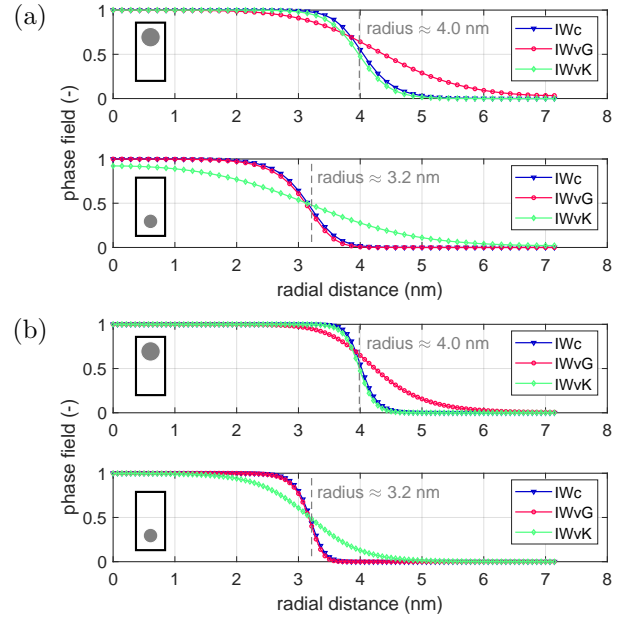 (a)
1
0.5
0
0 1 2 3 4 5 6 7 8
radius ≈ 4.0 nm
IWc
IWvG
IWvK
phase field (-)
1
0.5
0
radius ≈ 3.2 nm
IWc
IWvG
IWvK
0 1 2 3 4 5 6 7 8
radial distance (nm)
(b)
1
0.5
0
0 1 2 3 4 5 6 7 8
radius ≈ 4.0 nm
IWc
IWvG
IWvK
phase field (-)
1
0.5
0
radius ≈ 3.2 nm
IWc
IWvG
IWvK
0 1 2 3 4 5 6 7 8
radial distance (nm)